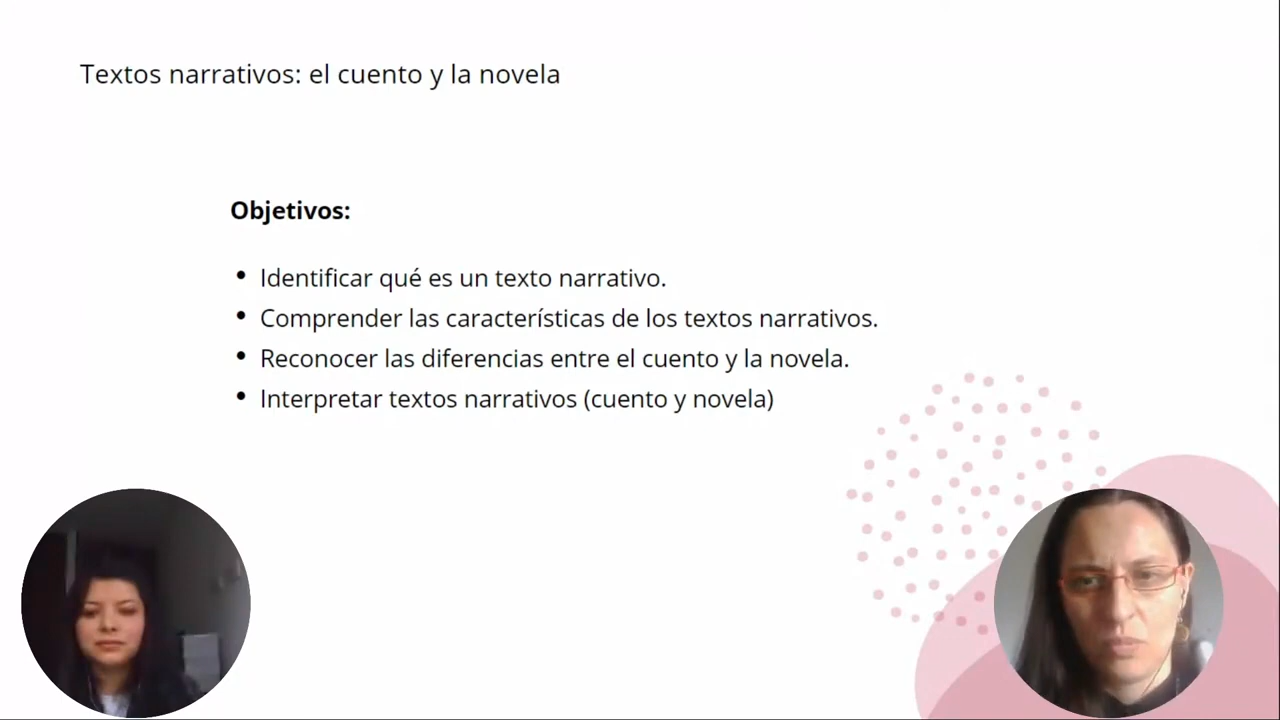 Textos narrativos: el cuento y la novela
Objetivos:
• Identificar qué es un texto narrativo.
• Comprender las características de los textos narrativos.
• Reconocer las diferencias entre el cuento y la novela.
• Interpretar textos narrativos (cuento y novela)